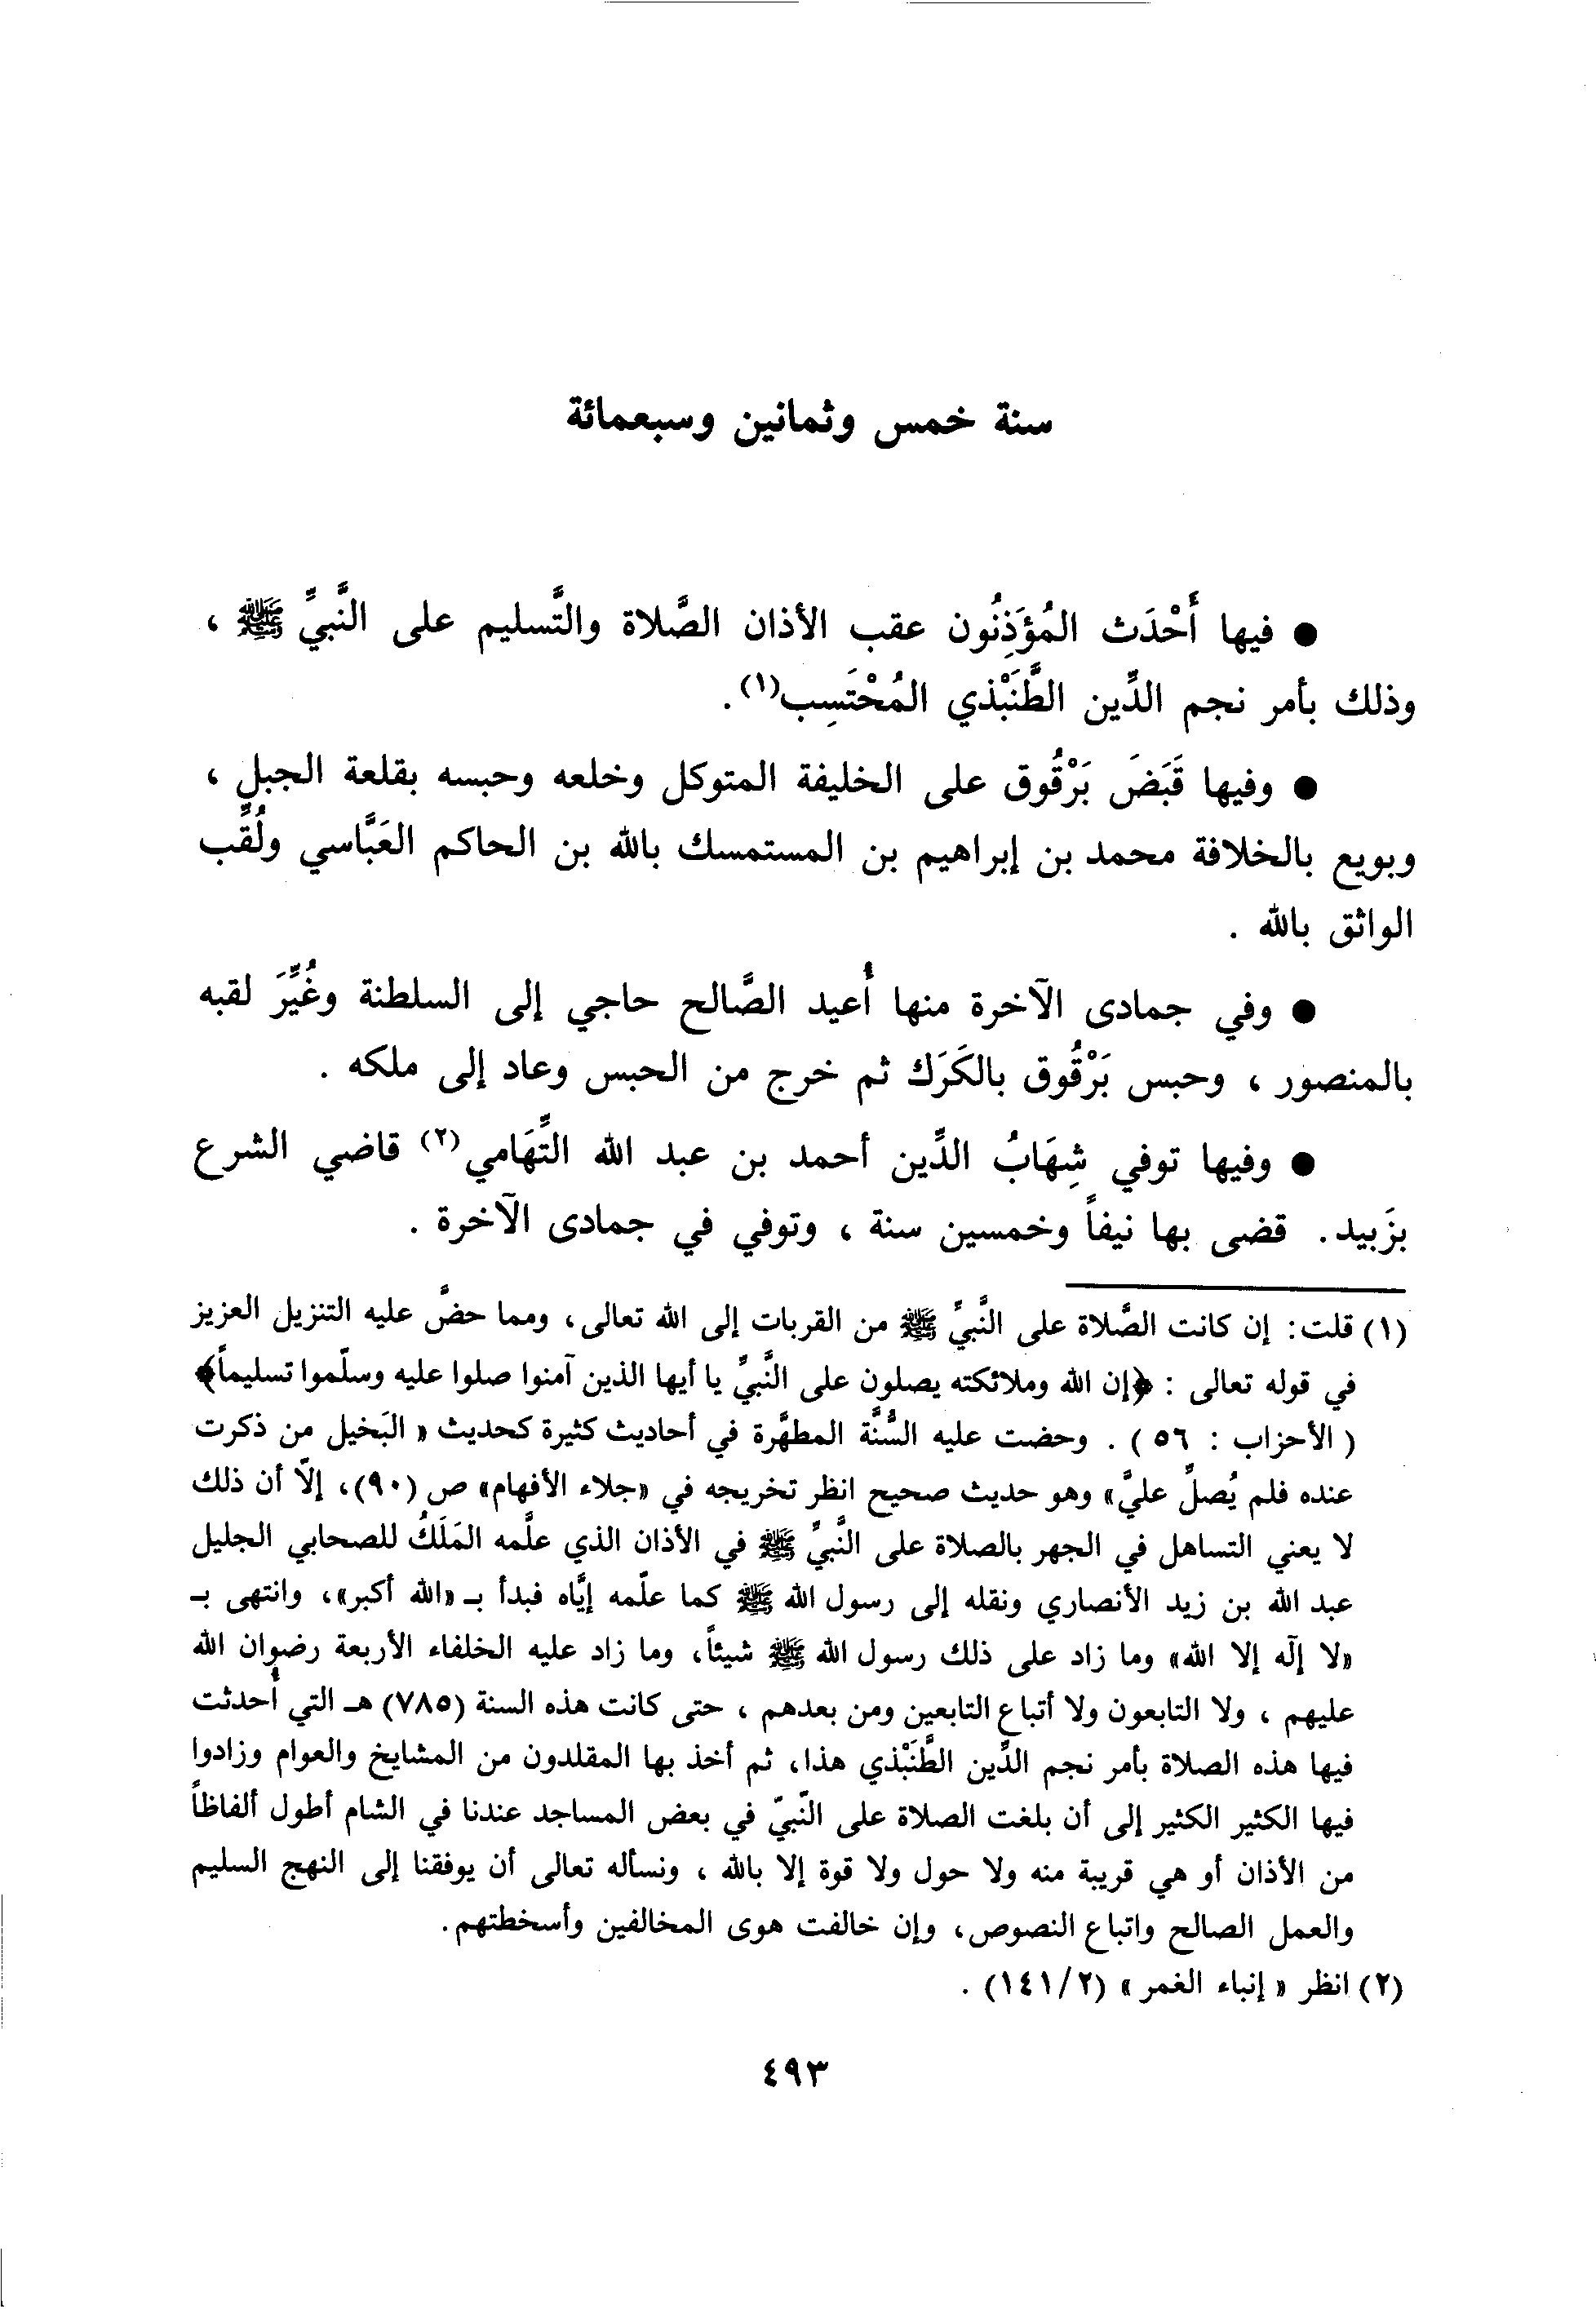 سنة خمس وثمانين وسبعمائة
● فيها أَحْدَث المُؤَذِنُون عقب الأذان الصَّلاة والتَّسليم على النَّبيِّ ﷺ ،
وذلك بأمر نجم الدِّين الطَّنَبْذي المُحْتَسِب(١).
● وفيها قَبَضَ بَرْقُوق على الخليفة المتوكل وخلعه وحبسه بقلعة الجبل ،
وبويع بالخلافة محمد بن إبراهيم بن المستمسك بالله بن الحاكم العَبَّاسي ولُقِّب
الواثق بالله .
● وفي جمادى الآخرة منها أُعيد الصَّالح حاجي إلى السلطنة وغُيِّرَ لقبه
بالمنصور ، وحبس بَرْقُوق بالكَرَك ثم خرج من الحبس وعاد إلى ملكه .
● وفيها توفي شِهَابُ الدِّين أحمد بن عبد الله التِّهَامي(٢) قاضي الشرع
بزَبيد. قضى بها نيفاً وخمسين سنة ، وتوفي في جمادى الآخرة .
(١) قلت: إن كانت الصَّلاة على النَّبيِّ ﷺ من القربات إلى الله تعالى، ومما حضَّ عليه التنزيل العزيز
في قوله تعالى : ﴿إن الله وملائكته يصلون على النَّبيِّ يا أيها الذين آمنوا صلوا عليه وسلّموا تسليماً﴾
( الأحزاب : ٥٦ ) . وحضت عليه السُّنَّة المطهَّرة في أحاديث كثيرة كحديث « البَخيل من ذكرت
عنده فلم يُصلِّ عليَّ» وهو حديث صحيح انظر تخريجه في «جلاء الأفهام» ص (٩٠)، إلّا أن ذلك
لا يعني التساهل في الجهر بالصلاة على النَّبيِّ ﷺ في الأذان الذي علَّمه المَلَكُ للصحابي الجليل
عبد الله بن زيد الأنصاري ونقله إلى رسول الله ﷺ كما علّمه إيَّاه فبدأ بـ «الله أكبر»، وانتهى بـ
«لا إلٓه إلا الله» وما زاد على ذلك رسول الله ﷺ شيئاً، وما زاد عليه الخلفاء الأربعة رضوان الله
عليهم ، ولا التابعون ولا أتباع التابعين ومن بعدهم ، حتى كانت هذه السنة (٧٨٥) هـ التي أُحدثت
فيها هذه الصلاة بأمر نجم الدِّين الطَّنَبْذي هذا، ثم أخذ بها المقلدون من المشايخ والعوام وزادوا
فيها الكثير الكثير إلى أن بلغت الصلاة على النّبيّ في بعض المساجد عندنا في الشام أطول ألفاظاً
من الأذان أو هي قريبة منه ولا حول ولا قوة إلا بالله ، ونسأله تعالى أن يوفقنا إلى النهج السليم
والعمل الصالح واتباع النصوص، وإن خالفت هوى المخالفين وأسخطتهم.
(٢) انظر « إنباء الغمر » (١٤١/٢) .
٤٩٣